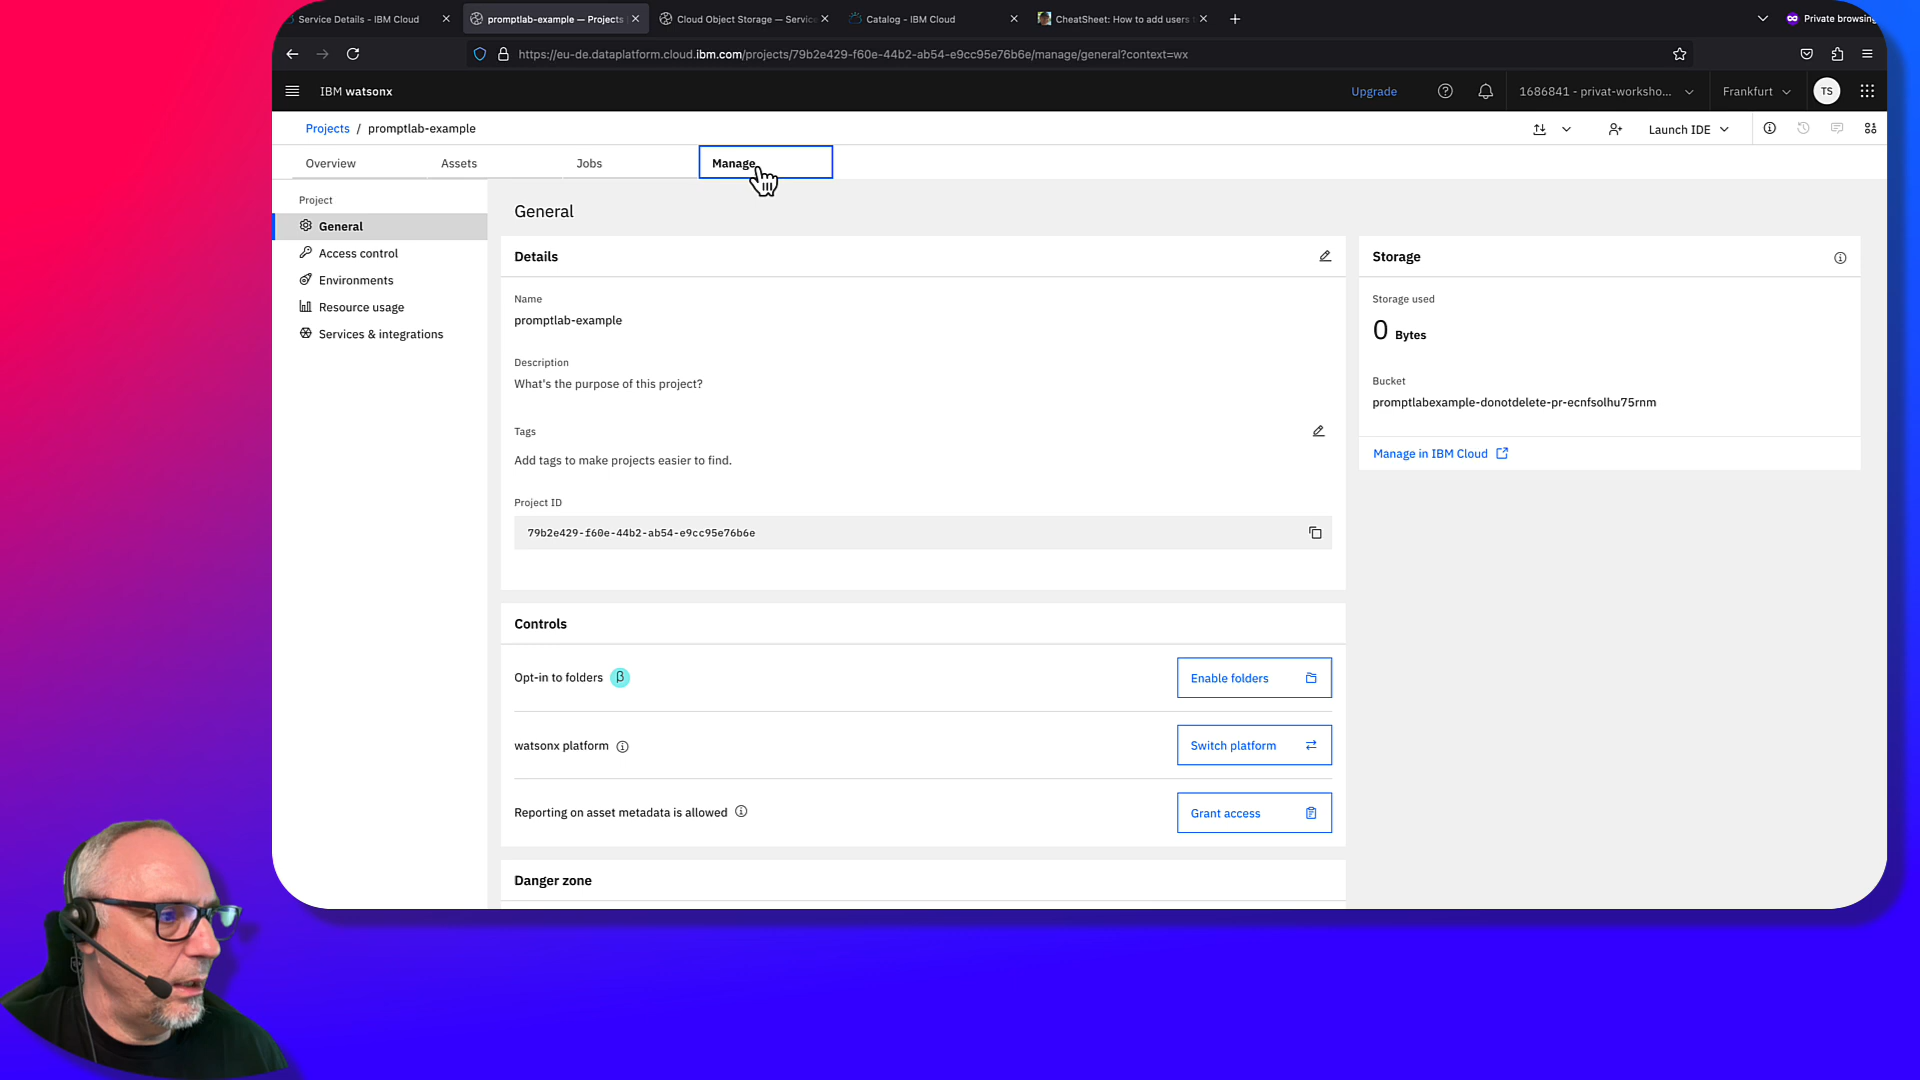 Service Details - IBM Cloud
promptlab-example — Projects
Cloud Object Storage — Service
Catalog - IBM Cloud
CheatSheet: How to add users
Private browsing
https://eu-de.dataplatform.cloud.ibm.com/projects/79b2e429-f60e-44b2-ab54-e9cc95e76b6e/manage/general?context=wx
IBM watsonx
Upgrade
1686841 - privat-worksho...
Frankfurt
TS
Projects / promptlab-example
Launch IDE
Overview
Assets
Jobs
Manage
Project
General
Access control
Environments
Resource usage
Services & integrations
General
Details
Name
promptlab-example
Description
What's the purpose of this project?
Tags
Add tags to make projects easier to find.
Project ID
79b2e429-f60e-44b2-ab54-e9cc95e76b6e
Storage
Storage used
0 Bytes
Bucket
promptlabexample-donotdelete-pr-ecnfsolhu75rnm
Manage in IBM Cloud
Controls
Opt-in to folders β
Enable folders
watsonx platform
Switch platform
Reporting on asset metadata is allowed
Grant access
Danger zone